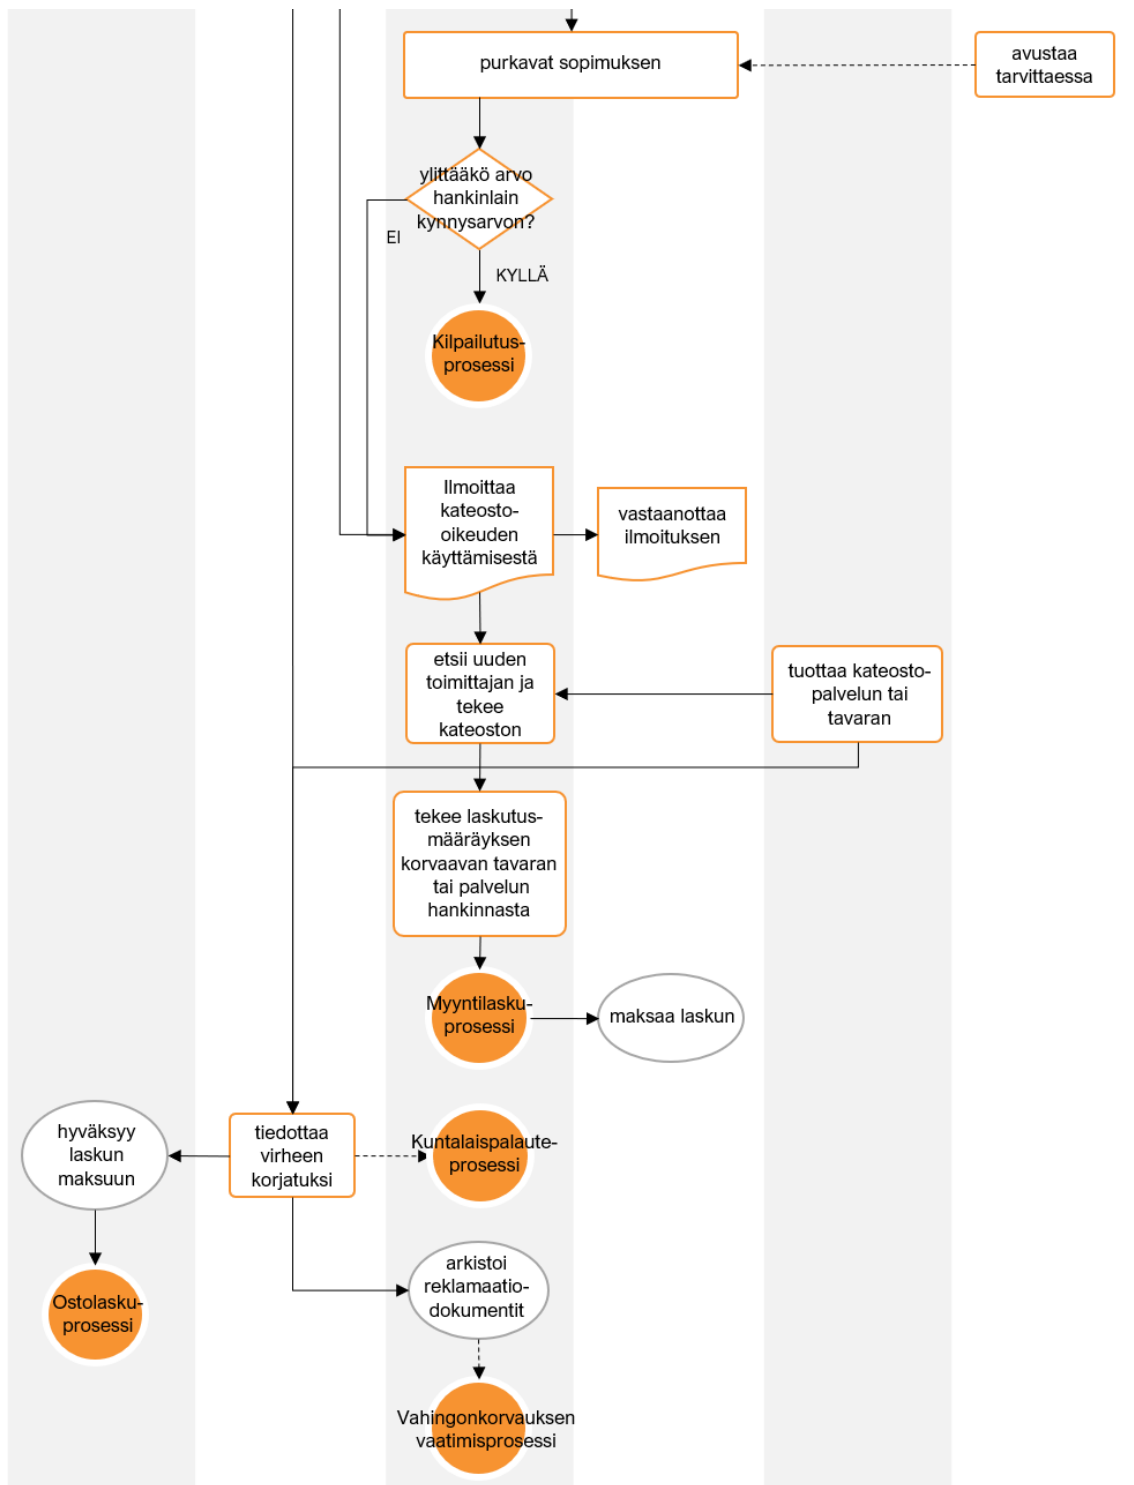 purkavat sopimuksen
avustaa
tarvittaessa
ylittääkö arvo
hankinlain
kynnysarvon?
EI
KYLLÄ
Kilpailutus-
prosessi
Ilmoittaa
kateosto-
oikeuden
käyttämisestä
vastaanottaa
ilmoituksen
etsii uuden
toimittajan ja
tekee
kateoston
tuottaa kateosto-
palvelun tai
tavaran
tekee laskutus-
määräyksen
korvaavan tavaran
tai palvelun
hankinnasta
Myyntilasku-
prosessi
maksaa laskun
hyväksyy
laskun
maksuun
tiedottaa
virheen
korjatuksi
Kuntalaispalaute-
prosessi
Ostolasku-
prosessi
arkistoi
reklamaatio-
dokumentit
Vahingonkorvauksen
vaatimisprosessi